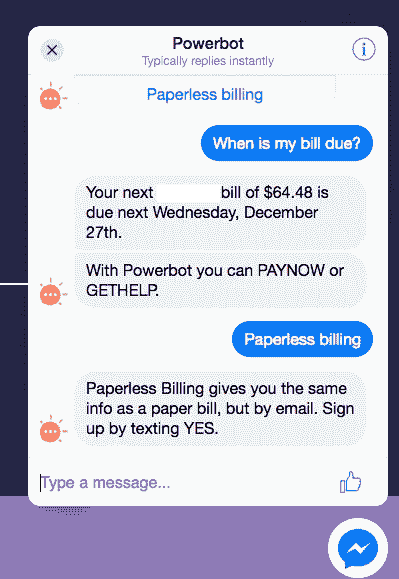 Powerbot
Typically replies instantly
Paperless billing
When is my bill due?
Your next bill of $64.48 is
due next Wednesday, December
27th.
With Powerbot you can PAYNOW or
GETHELP.
Paperless billing
Paperless Billing gives you the same
info as a paper bill, but by email. Sign
up by texting YES.
Type a message...